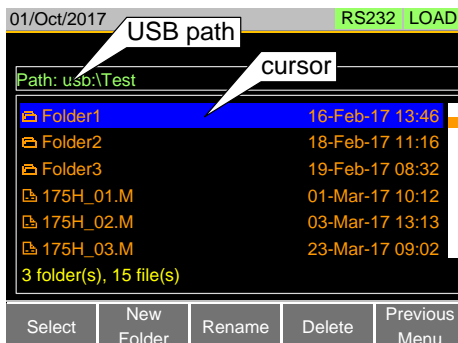 01/Oct/2017 RS232 LOAD
USB path
cursor
Path: usb:\Test
Folder1 16-Feb-17 13:46
Folder2 18-Feb-17 11:16
Folder3 19-Feb-17 08:32
175H_01.M 01-Mar-17 10:12
175H_02.M 03-Mar-17 13:13
175H_03.M 23-Mar-17 09:02
3 folder(s), 15 file(s)
Select New Folder Rename Delete Previous Menu